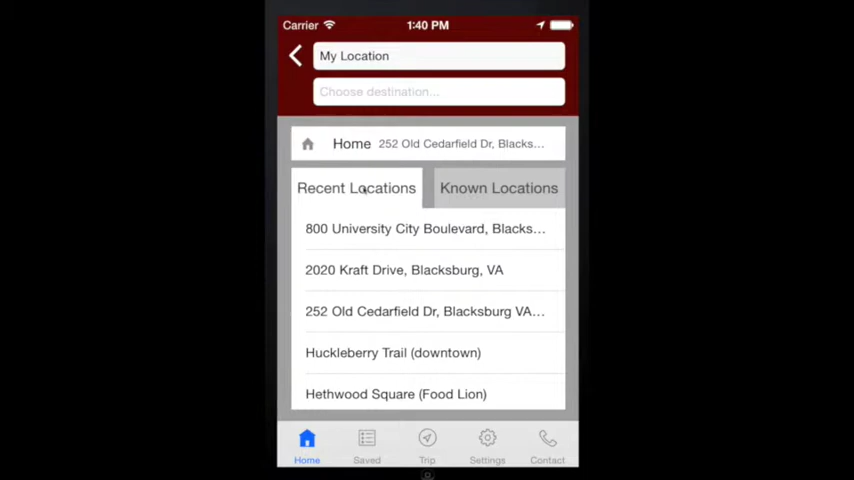 Carrier 1:40 PM
My Location
Choose destination...
Home 252 Old Cedarfield Dr, Blacks...
Recent Locations Known Locations
800 University City Boulevard, Blacks...
2020 Kraft Drive, Blacksburg, VA
252 Old Cedarfield Dr, Blacksburg VA...
Huckleberry Trail (downtown)
Hethwood Square (Food Lion)
Home Saved Trip Settings Contact